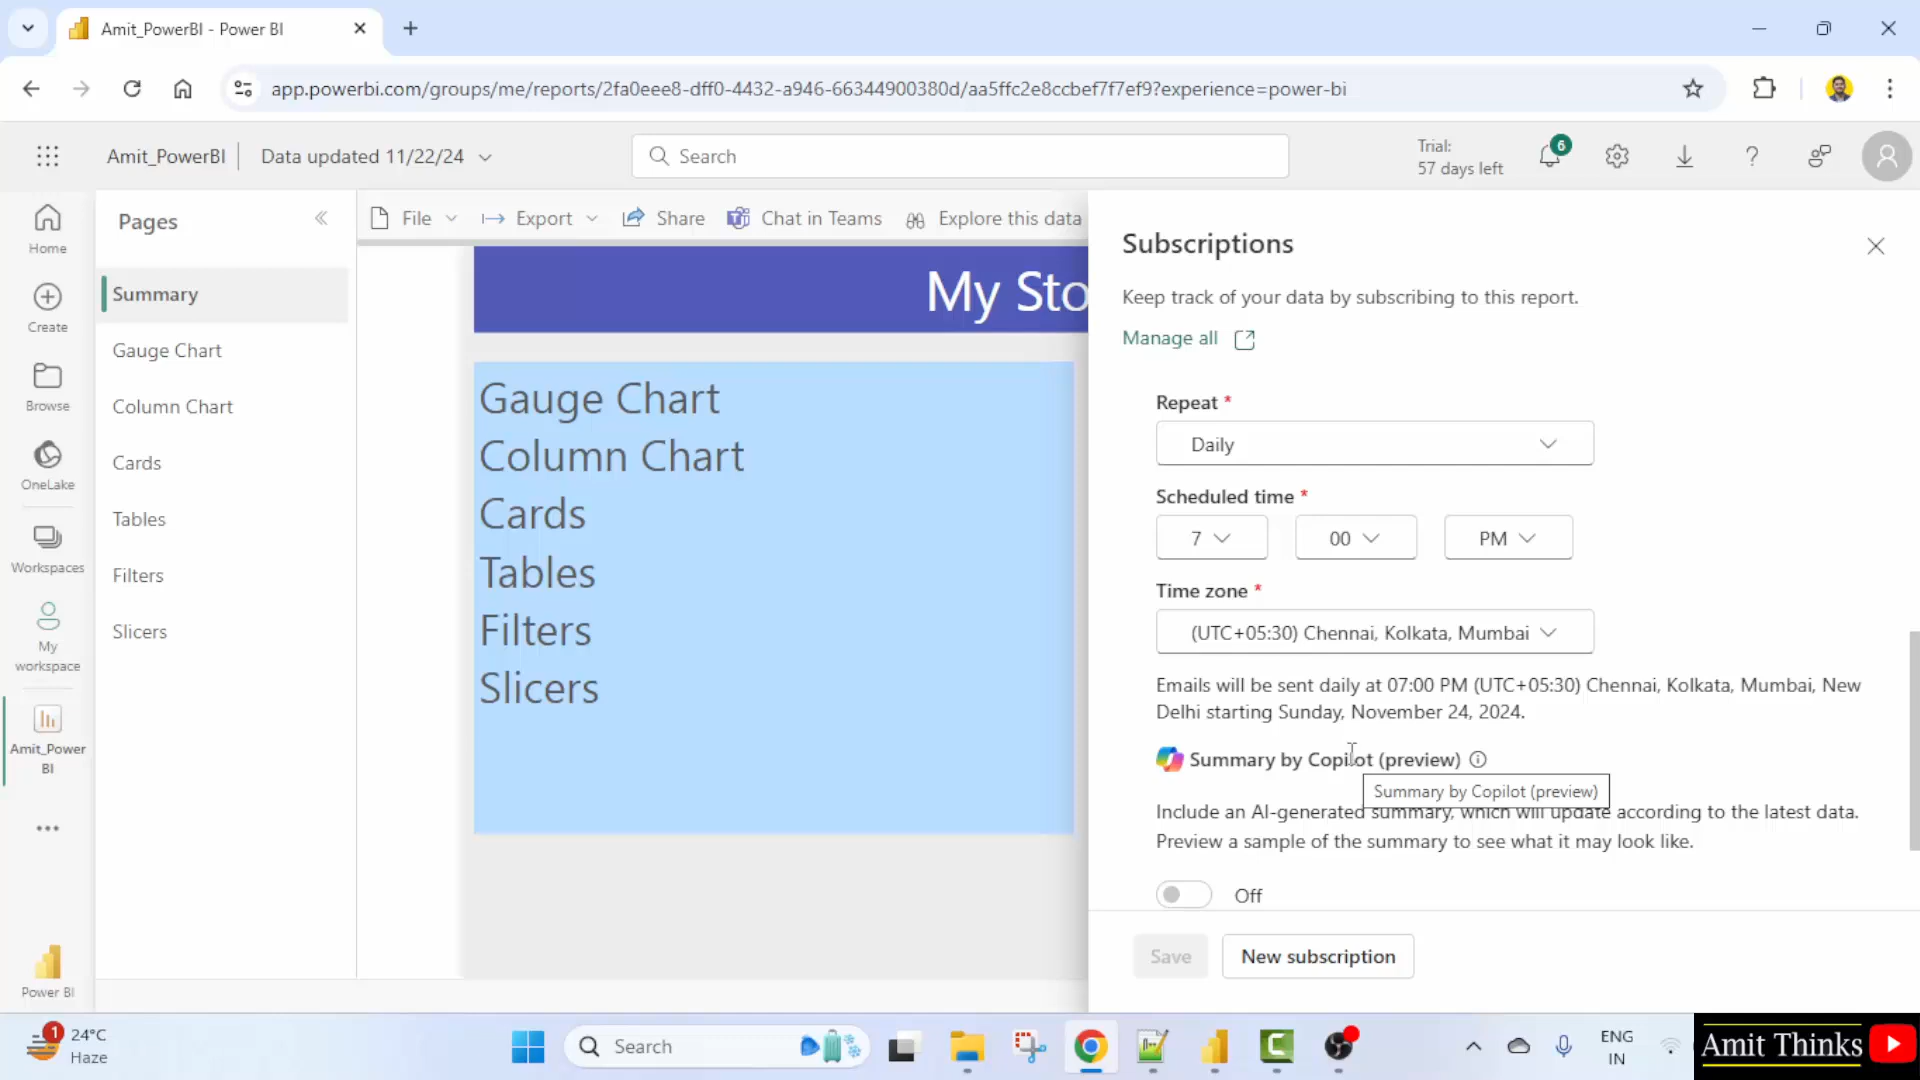 Amit_PowerBI - Power BI
app.powerbi.com/groups/me/reports/2fa0eee8-dff0-4432-a946-66344900380d/aa5ffc2e8ccbef7f7ef9?experience=power-bi
Amit_PowerBI
Data updated 11/22/24
Search
Trial:
57 days left
6
Home
Create
Browse
OneLake
Workspaces
My
workspace
Amit_Power
BI
Power BI
Pages
Summary
Gauge Chart
Column Chart
Cards
Tables
Filters
Slicers
File
Export
Share
Chat in Teams
Explore this data
My Sto
Gauge Chart
Column Chart
Cards
Tables
Filters
Slicers
Subscriptions
Keep track of your data by subscribing to this report.
Manage all
Repeat *
Daily
Scheduled time *
7
00
PM
Time zone *
(UTC+05:30) Chennai, Kolkata, Mumbai
Emails will be sent daily at 07:00 PM (UTC+05:30) Chennai, Kolkata, Mumbai, New
Delhi starting Sunday, November 24, 2024.
Summary by Copilot (preview)
Summary by Copilot (preview)
Include an AI-generated summary, which will update according to the latest data.
Preview a sample of the summary to see what it may look like.
Off
Save
New subscription
1
24°C
Haze
Search
ENG
IN
Amit Thinks